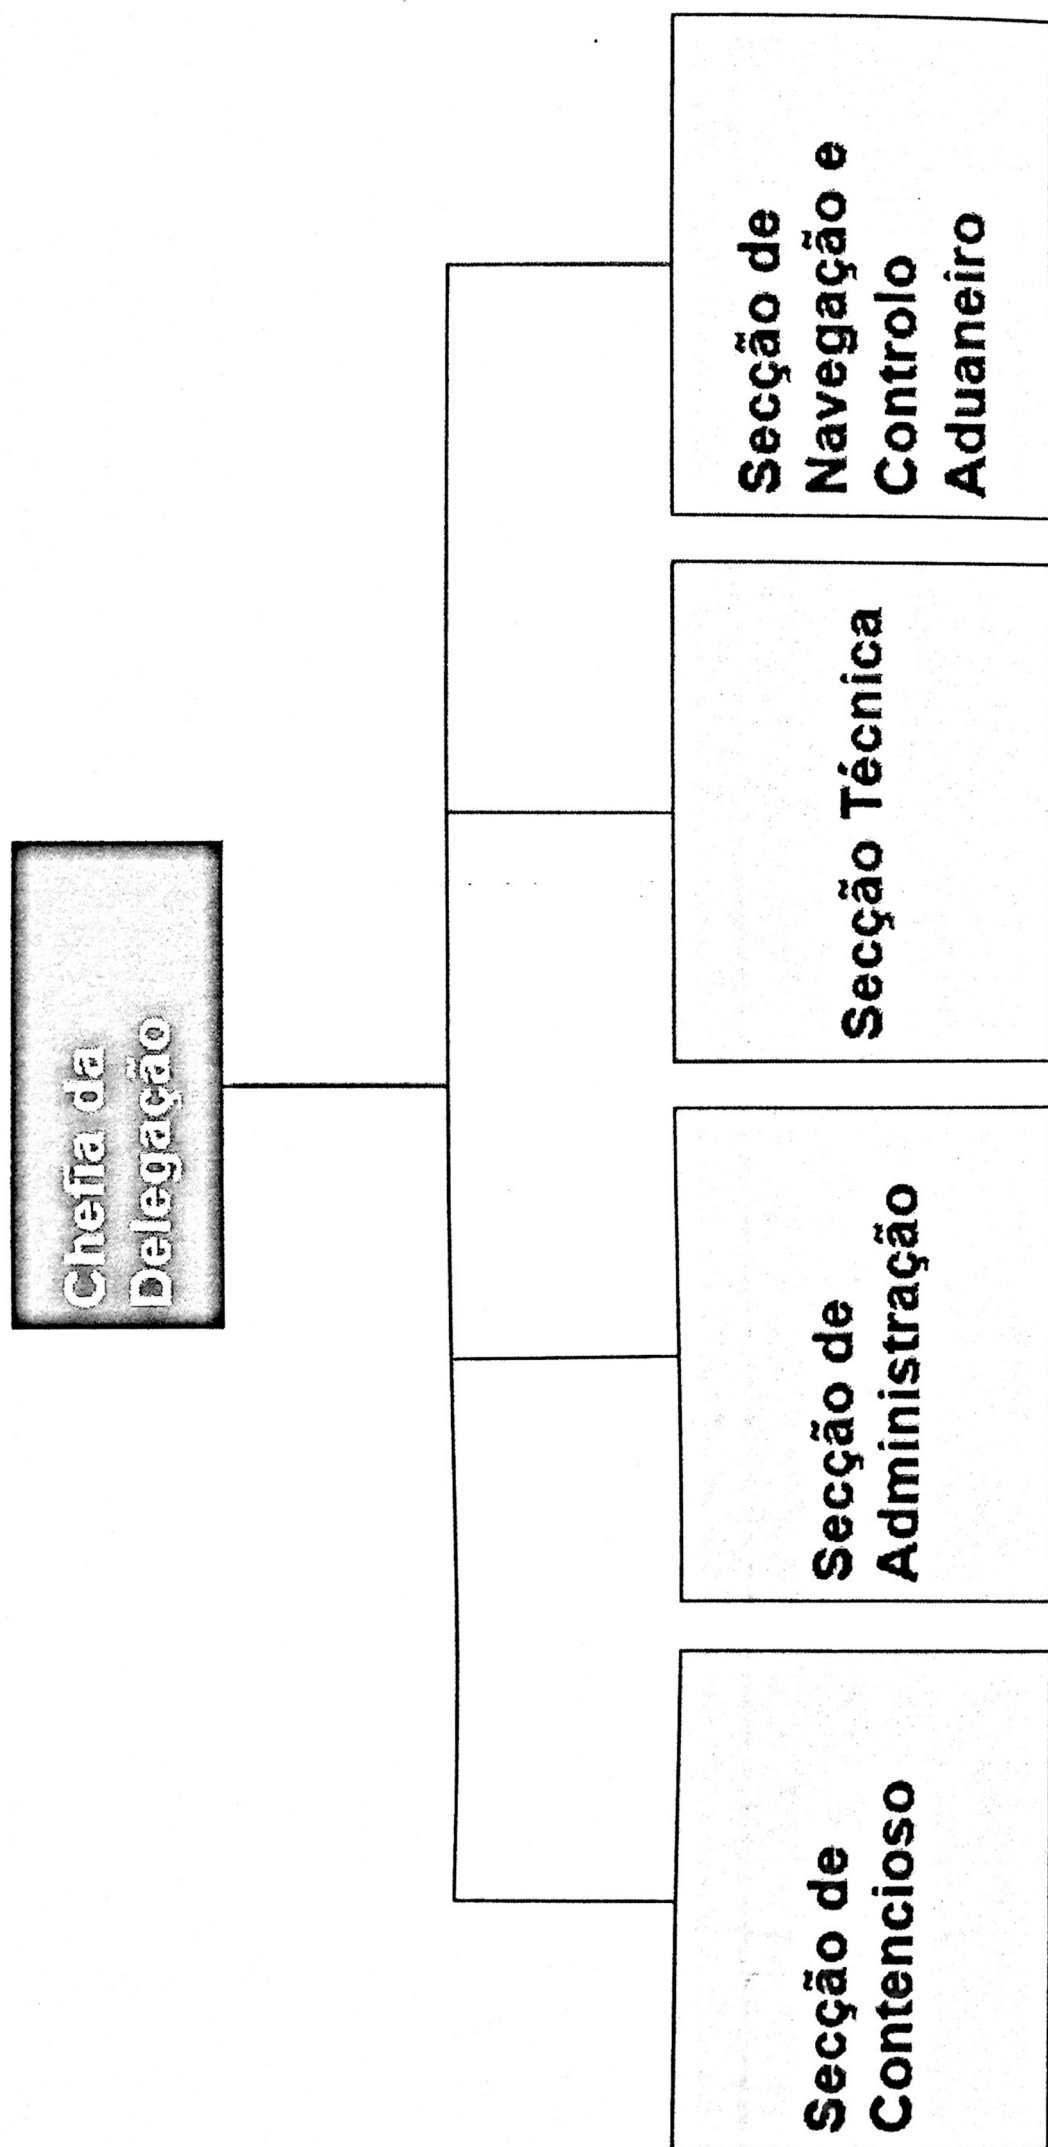 Chefia da
Delegação
Secção de
Contencioso
Secção de
Administração
Secção Técnica
Secção de
Navegação e
Controlo
Aduaneiro